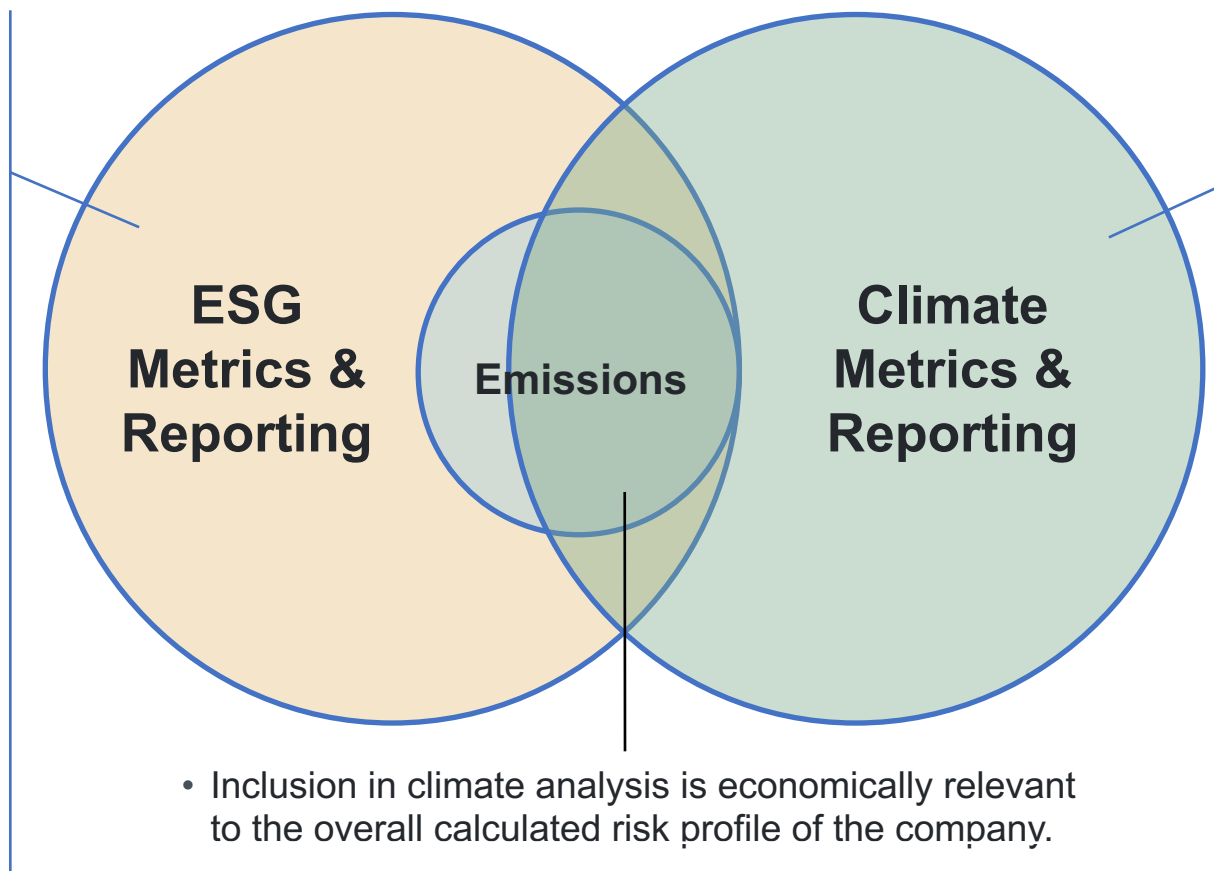 ESG
Metrics &
Reporting
Emissions
Climate
Metrics &
Reporting
• Inclusion in climate analysis is economically relevant
to the overall calculated risk profile of the company.